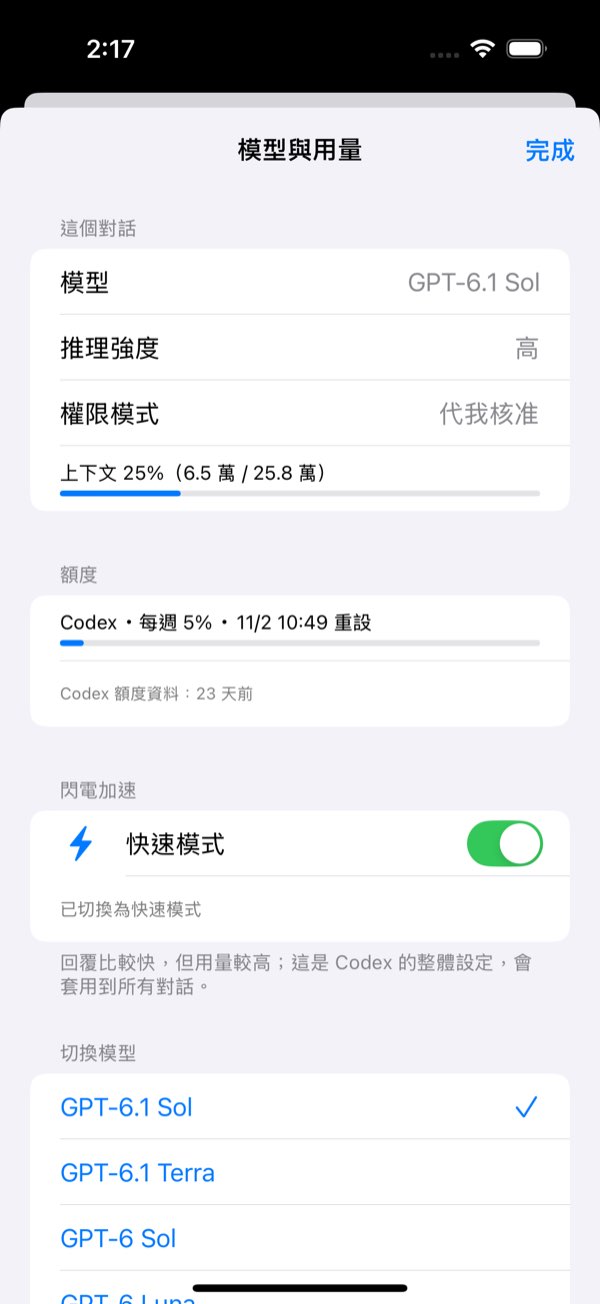 2:17
模型與用量
完成
這個對話
模型
GPT-6.1 Sol
推理強度
高
權限模式
代我核准
上下文 25%（6.5 萬 / 25.8 萬）
額度
Codex・每週 5%・11/2 10:49 重設
Codex 額度資料：23 天前
閃電加速
快速模式
已切換為快速模式
回覆比較快，但用量較高；這是 Codex 的整體設定，會
套用到所有對話。
切換模型
GPT-6.1 Sol
GPT-6.1 Terra
GPT-6 Sol
GPT-6 Luna